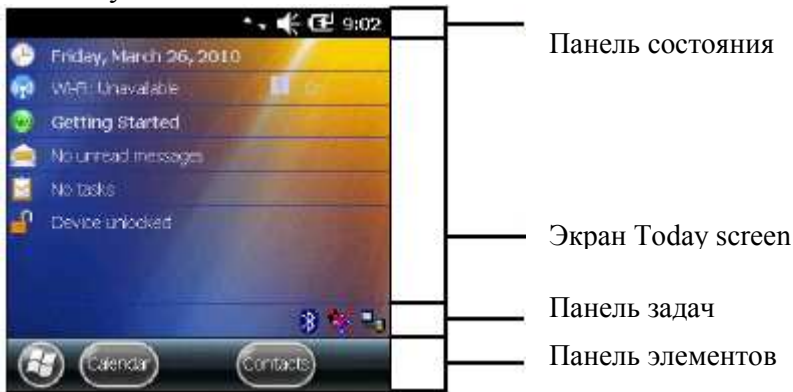 9:02
Панель состояния
Friday, March 26, 2010
Wi-Fi: Unavailable
Getting Started
No unread messages
No tasks
Device unlocked
Экран Today screen
Панель задач
Calendar
Contacts
Панель элементов